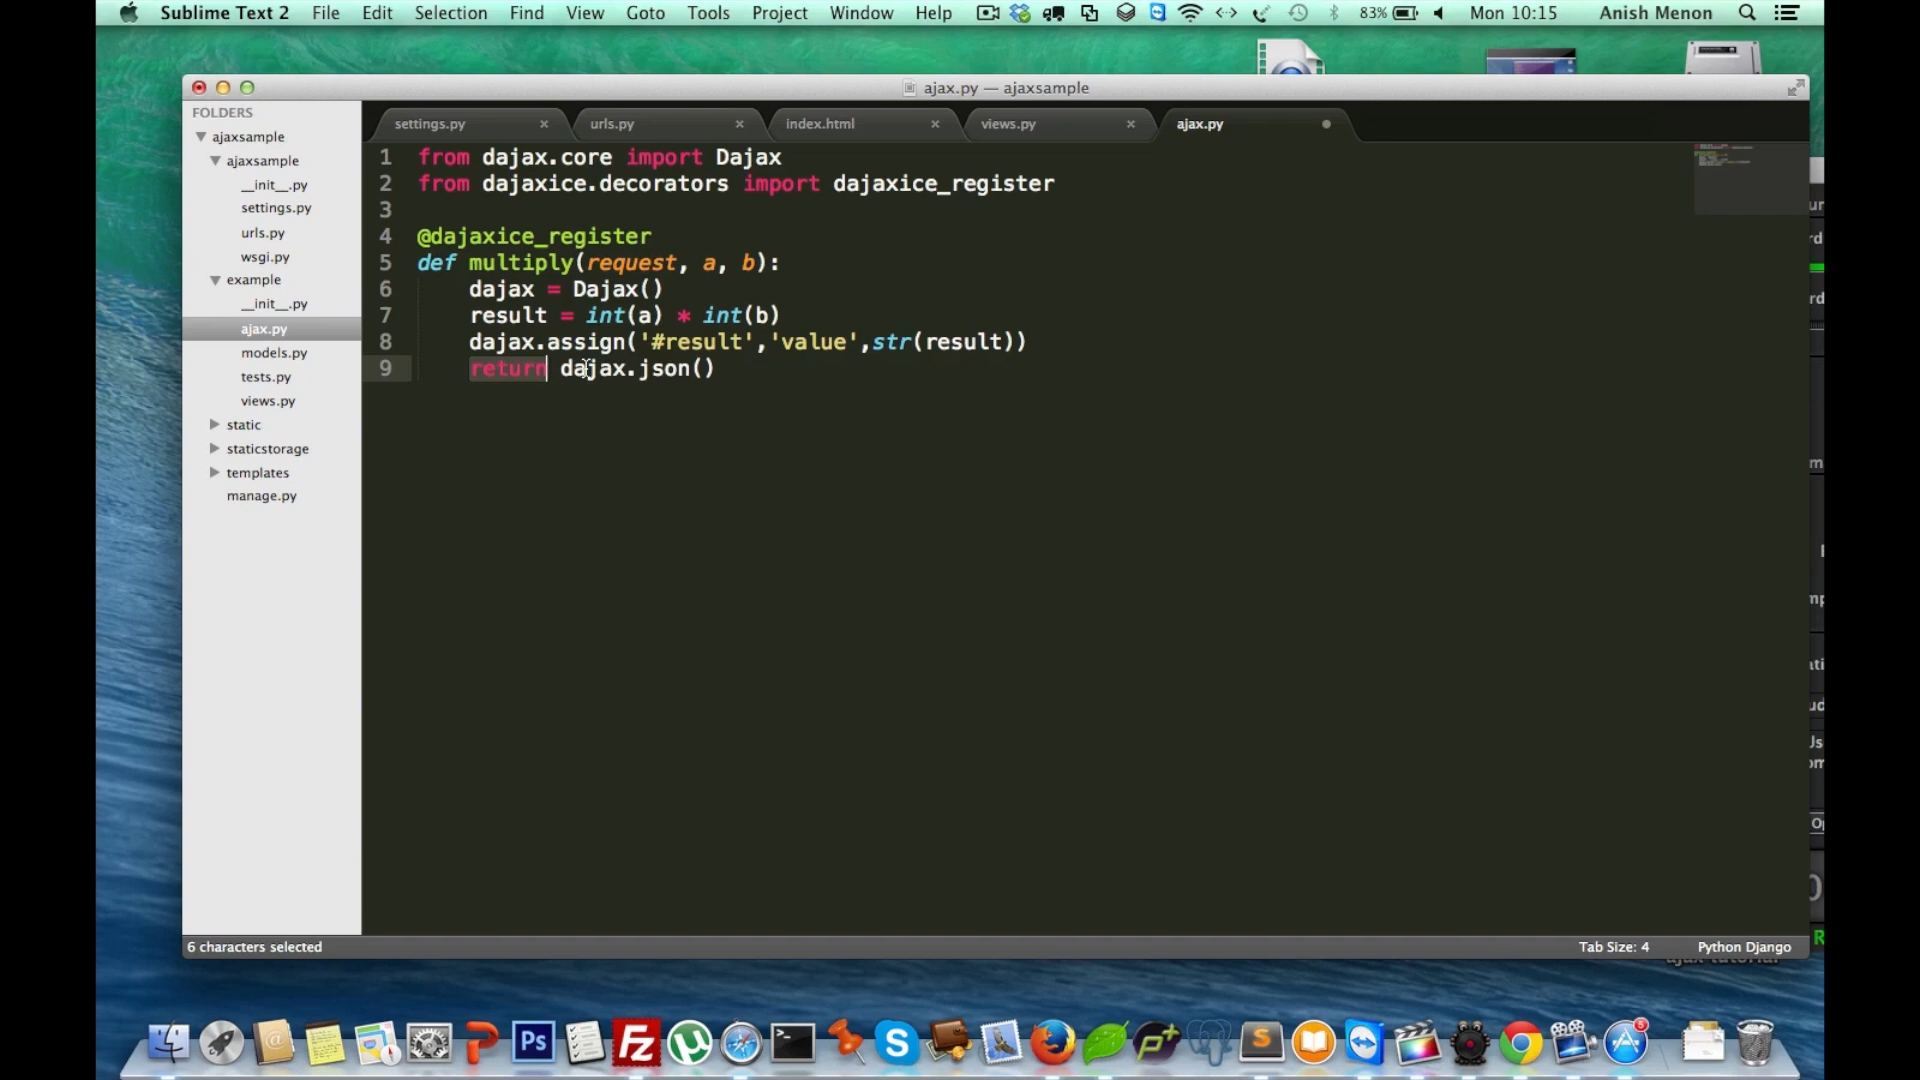 Sublime Text 2 File Edit Selection Find View Goto Tools Project Window Help 83% Mon 10:15 Anish Menon
ajax.py — ajaxsample
FOLDERS
ajaxsample
ajaxsample
__init__.py
settings.py
urls.py
wsgi.py
example
__init__.py
ajax.py
models.py
tests.py
views.py
static
staticstorage
templates
manage.py
settings.py × urls.py × index.html × views.py × ajax.py
1 from dajax.core import Dajax
2 from dajaxice.decorators import dajaxice_register
3
4 @dajaxice_register
5 def multiply(request, a, b):
6 dajax = Dajax()
7 result = int(a) * int(b)
8 dajax.assign('#result','value',str(result))
9 return dajax.json()
6 characters selected Tab Size: 4 Python Django
ajax-tutorial
Ps
Fz
S
S
5